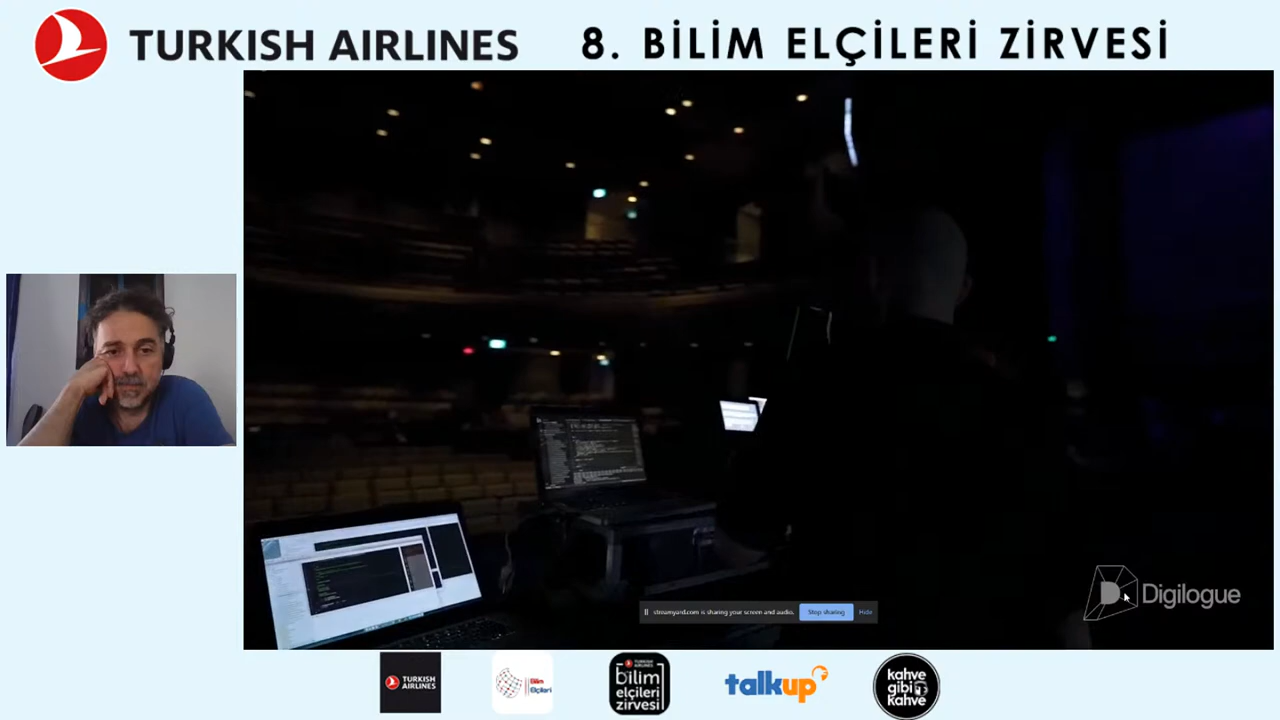 TURKISH AIRLINES
8. BİLİM ELÇİLERİ ZİRVESİ
streamyard.com is sharing your screen and audio.
Stop sharing
Hide
Digilogue
TURKISH
AIRLINES
Bilim
Elçileri
TURKISH
AIRLINES
bilim
elçileri
zirvesi
talkup
kahve
gibi
kahve